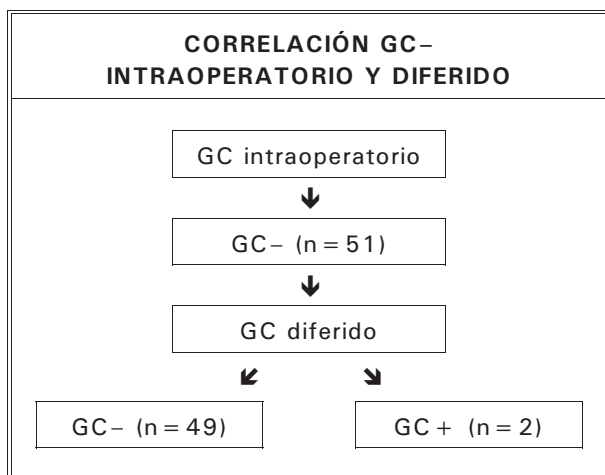 CORRELACIÓN GC–
INTRAOPERATORIO Y DIFERIDO
GC intraoperatorio
GC– (n = 51)
GC diferido
GC– (n = 49)
GC + (n = 2)